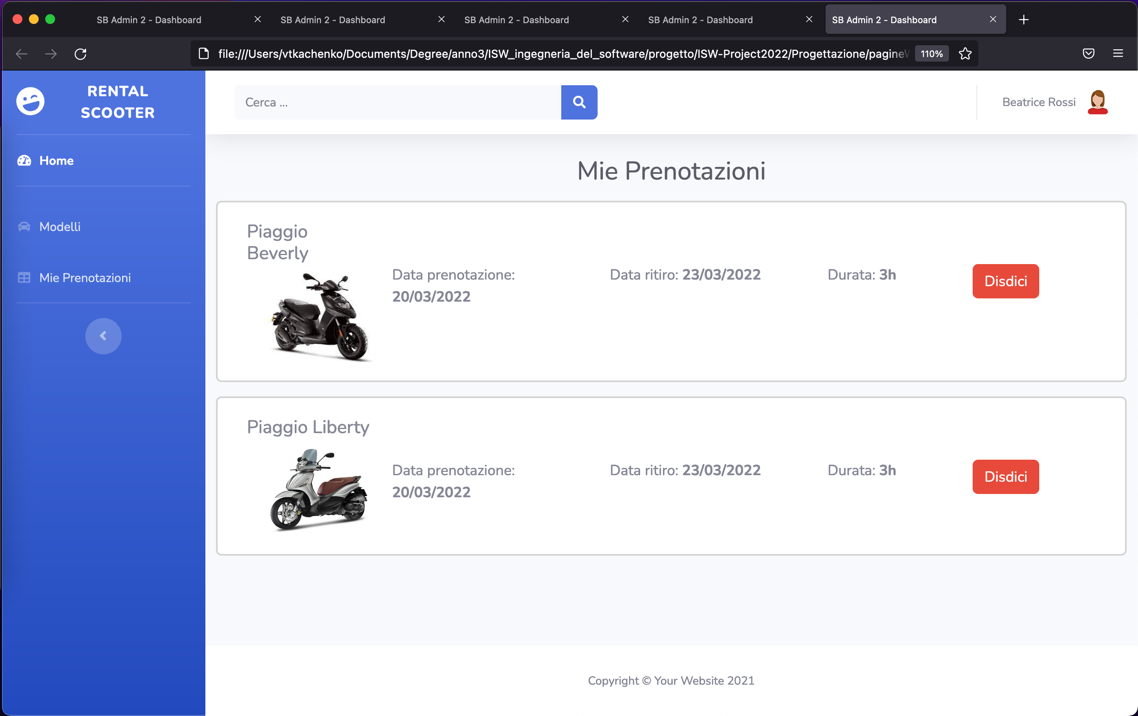 SB Admin 2 - Dashboard
SB Admin 2 - Dashboard
SB Admin 2 - Dashboard
SB Admin 2 - Dashboard
SB Admin 2 - Dashboard
file:///Users/vtkachenko/Documents/Degree/anno3/ISW_ingegneria_del_software/progetto/ISW-Project2022/Progettazione/pagine
110%
RENTAL
SCOOTER
Home
Modelli
Mie Prenotazioni
Cerca ...
Beatrice Rossi
Mie Prenotazioni
Piaggio
Beverly
Data prenotazione:
20/03/2022
Data ritiro: 23/03/2022
Durata: 3h
Disdici
Piaggio Liberty
Data prenotazione:
20/03/2022
Data ritiro: 23/03/2022
Durata: 3h
Disdici
Copyright © Your Website 2021